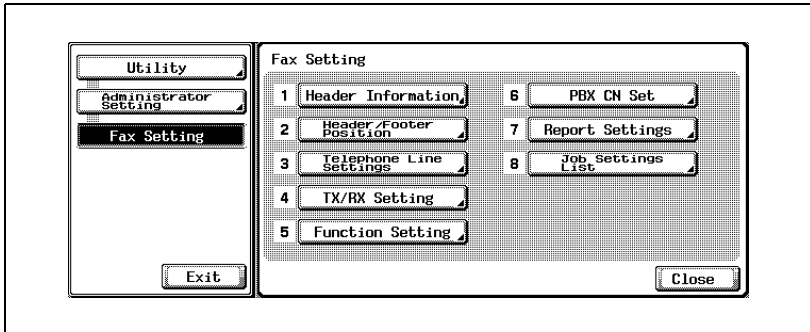 Utility
Administrator
Setting
Fax Setting
Exit
Fax Setting
1 Header Information
2 Header/Footer
Position
3 Telephone Line
Settings
4 TX/RX Setting
5 Function Setting
6 PBX CN Set
7 Report Settings
8 Job Settings
List
Close